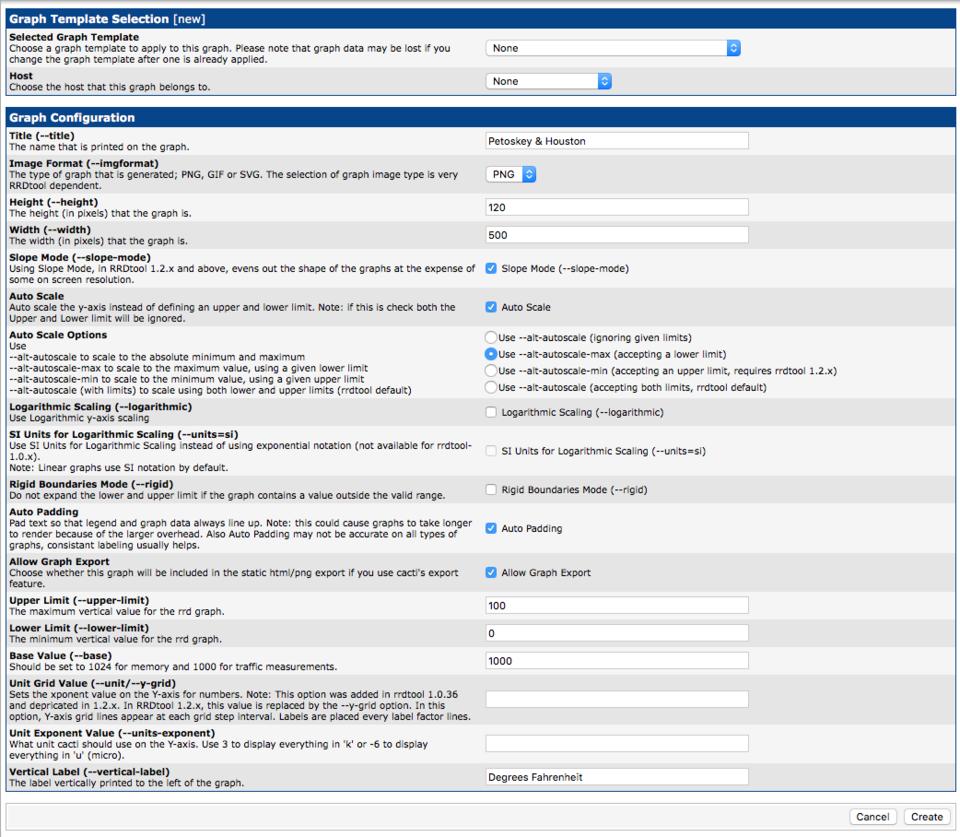 Graph Template Selection [new]
Selected Graph Template
Choose a graph template to apply to this graph. Please note that graph data may be lost if you
change the graph template after one is already applied.
None
Host
Choose the host that this graph belongs to.
None
Graph Configuration
Title (--title)
The name that is printed on the graph.
Petoskey & Houston
Image Format (--imgformat)
The type of graph that is generated; PNG, GIF or SVG. The selection of graph image type is very
RRDtool dependent.
PNG
Height (--height)
The height (in pixels) that the graph is.
120
Width (--width)
The width (in pixels) that the graph is.
500
Slope Mode (--slope-mode)
Using Slope Mode, in RRDtool 1.2.x and above, evens out the shape of the graphs at the expense of
some on screen resolution.
Slope Mode (--slope-mode)
Auto Scale
Auto scale the y-axis instead of defining an upper and lower limit. Note: if this is check both the
Upper and Lower limit will be ignored.
Auto Scale
Auto Scale Options
Use
--alt-autoscale to scale to the absolute minimum and maximum
--alt-autoscale-max to scale to the maximum value, using a given lower limit
--alt-autoscale-min to scale to the minimum value, using a given upper limit
--alt-autoscale (with limits) to scale using both lower and upper limits (rrdtool default)
Use --alt-autoscale (ignoring given limits)
Use --alt-autoscale-max (accepting a lower limit)
Use --alt-autoscale-min (accepting an upper limit, requires rrdtool 1.2.x)
Use --alt-autoscale (accepting both limits, rrdtool default)
Logarithmic Scaling (--logarithmic)
Use Logarithmic y-axis scaling
Logarithmic Scaling (--logarithmic)
SI Units for Logarithmic Scaling (--units=si)
Use SI Units for Logarithmic Scaling instead of using exponential notation (not available for rrdtool-
1.0.x).
Note: Linear graphs use SI notation by default.
SI Units for Logarithmic Scaling (--units=si)
Rigid Boundaries Mode (--rigid)
Do not expand the lower and upper limit if the graph contains a value outside the valid range.
Rigid Boundaries Mode (--rigid)
Auto Padding
Pad text so that legend and graph data always line up. Note: this could cause graphs to take longer
to render because of the larger overhead. Also Auto Padding may not be accurate on all types of
graphs, consistant labeling usually helps.
Auto Padding
Allow Graph Export
Choose whether this graph will be included in the static html/png export if you use cacti's export
feature.
Allow Graph Export
Upper Limit (--upper-limit)
The maximum vertical value for the rrd graph.
100
Lower Limit (--lower-limit)
The minimum vertical value for the rrd graph.
0
Base Value (--base)
Should be set to 1024 for memory and 1000 for traffic measurements.
1000
Unit Grid Value (--unit/--y-grid)
Sets the xponent value on the Y-axis for numbers. Note: This option was added in rrdtool 1.0.36
and depricated in 1.2.x. In RRDtool 1.2.x, this value is replaced by the --y-grid option. In this
option, Y-axis grid lines appear at each grid step interval. Labels are placed every label factor lines.
Unit Exponent Value (--units-exponent)
What unit cacti should use on the Y-axis. Use 3 to display everything in 'k' or -6 to display
everything in 'u' (micro).
Vertical Label (--vertical-label)
The label vertically printed to the left of the graph.
Degrees Fahrenheit
Cancel
Create